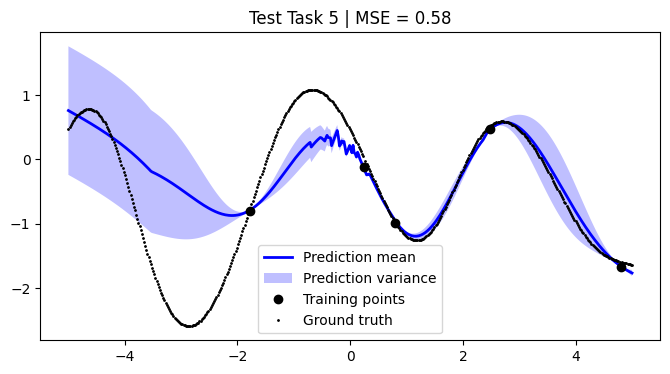 Test Task 5 | MSE = 0.58
1
0
−1
−2
Prediction mean
Prediction variance
Training points
Ground truth
−4 −2 0 2 4